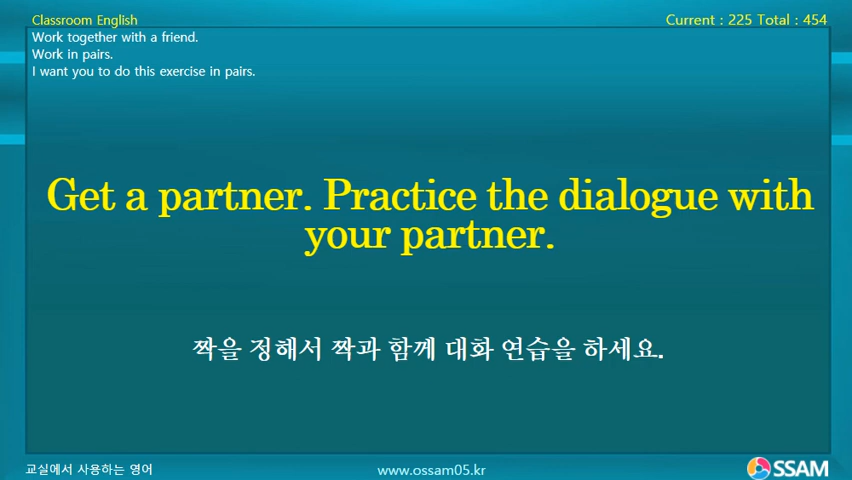 Classroom English
Current : 225 Total : 454
Work together with a friend.
Work in pairs.
I want you to do this exercise in pairs.
Get a partner. Practice the dialogue with
your partner.
짝을 정해서 짝과 함께 대화 연습을 하세요.
교실에서 사용하는 영어
www.ossam05.kr
OSSAM